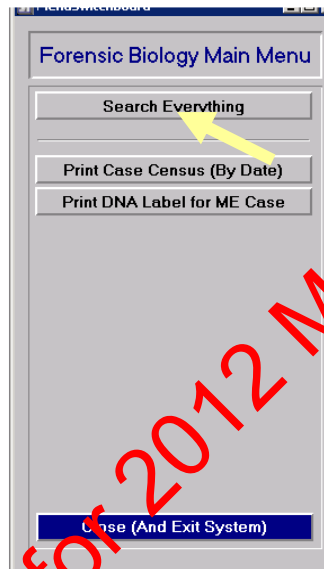 Forensic Biology Main Menu
Search Everything
Print Case Census (By Date)
Print DNA Label for ME Case
for 2012 M
Close (And Exit System)